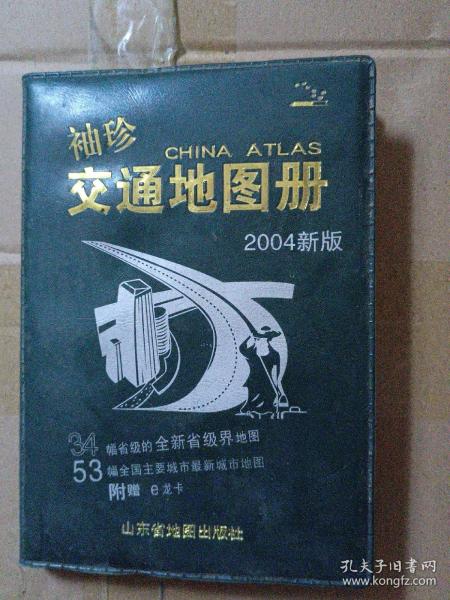 袖珍
CHINA ATLAS
交通地图册
2004新版
34 幅省级的全新省级界地图
53 幅全国主要城市最新城市地图
附赠 e龙卡
山东省地图出版社
孔夫子旧书网
www.kongfz.com